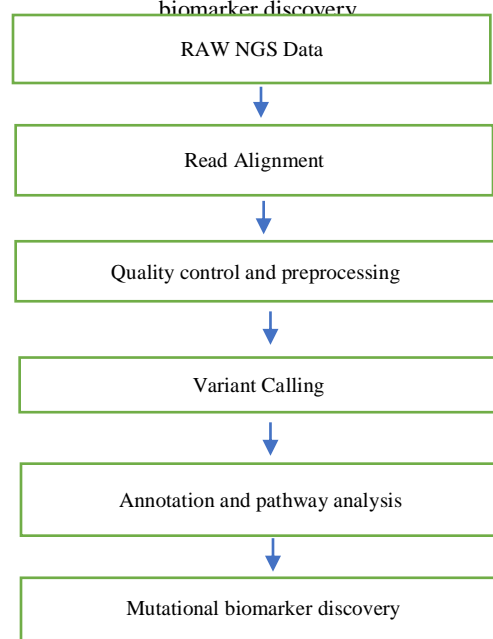 biomarker discovery
RAW NGS Data
Read Alignment
Quality control and preprocessing
Variant Calling
Annotation and pathway analysis
Mutational biomarker discovery